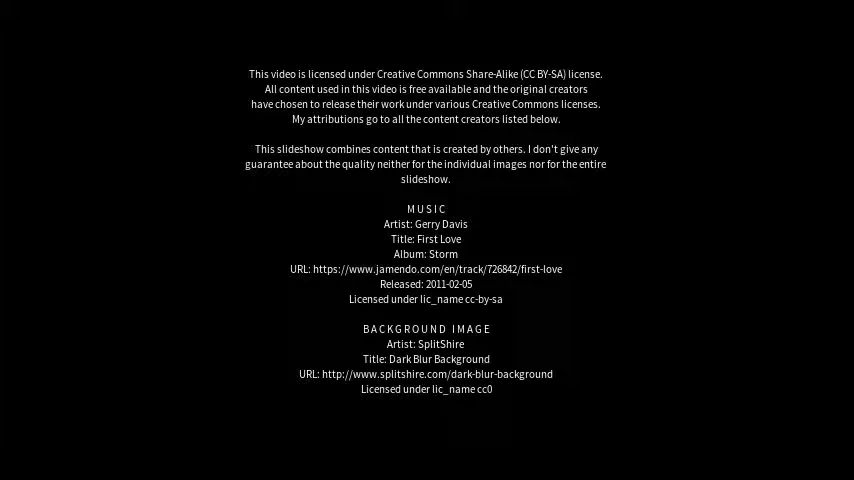 This video is licensed under Creative Commons Share-Alike (CC BY-SA) license.
All content used in this video is free available and the original creators
have chosen to release their work under various Creative Commons licenses.
My attributions go to all the content creators listed below.
This slideshow combines content that is created by others. I don't give any
guarantee about the quality neither for the individual images nor for the entire
slideshow.
MUSIC
Artist: Gerry Davis
Title: First Love
Album: Storm
URL: https://www.jamendo.com/en/track/726842/first-love
Released: 2011-02-05
Licensed under lic_name cc-by-sa
BACKGROUND IMAGE
Artist: SplitShire
Title: Dark Blur Background
URL: http://www.splitshire.com/dark-blur-background
Licensed under lic_name cc0